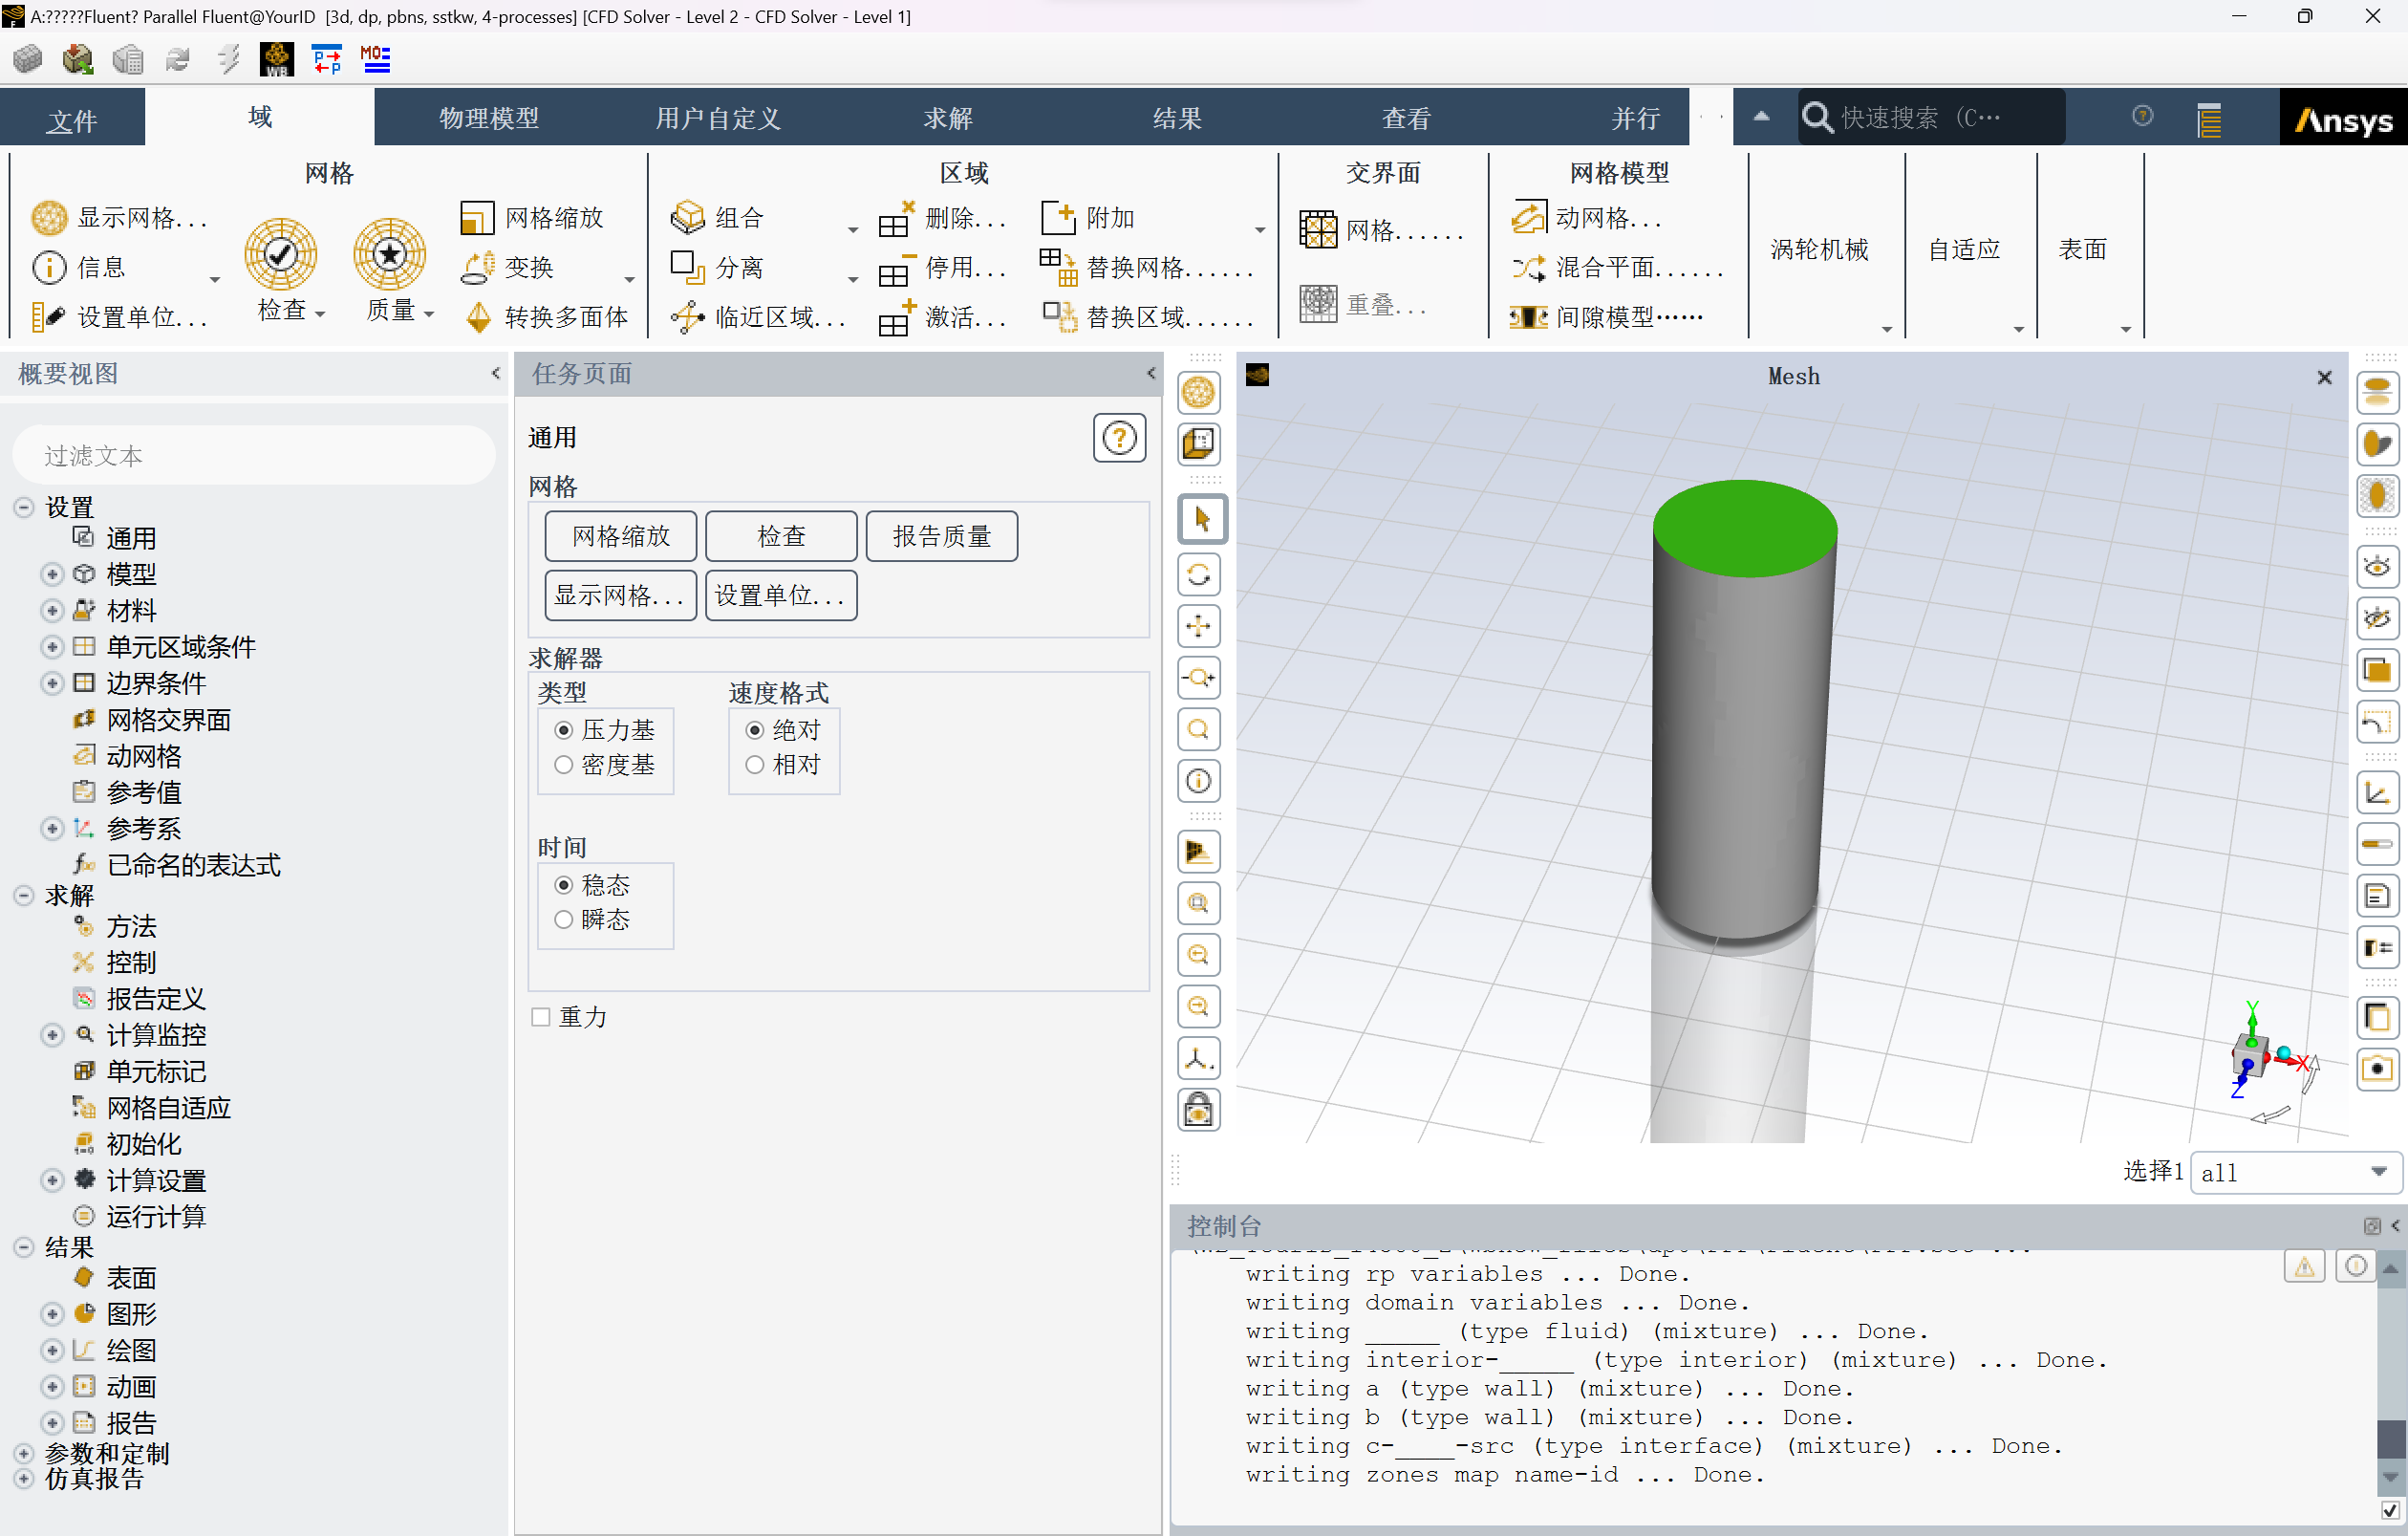 A:?????Fluent? Parallel Fluent@YourID [3d, dp, pbns, sstkw, 4-processes] [CFD Solver - Level 2 - CFD Solver - Level 1]
WB
P P
MO=
文件 域 物理模型 用户自定义 求解 结果 查看 并行 快速搜索 (C··· Ansys
网格
显示网格...
信息
设置单位...
检查
质量
网格缩放
变换
转换多面体
区域
组合
分离
临近区域...
删除...
停用...
激活...
附加
替换网格......
替换区域......
交界面
网格......
重叠...
网格模型
动网格...
混合平面......
间隙模型······
涡轮机械
自适应
表面
概要视图
过滤文本
设置
通用
模型
材料
单元区域条件
边界条件
网格交界面
动网格
参考值
参考系
已命名的表达式
求解
方法
控制
报告定义
计算监控
单元标记
网格自适应
初始化
计算设置
运行计算
结果
表面
图形
绘图
动画
报告
参数和定制
仿真报告
任务页面
通用
网格
网格缩放 检查 报告质量
显示网格... 设置单位...
求解器
类型 速度格式
压力基 绝对
密度基 相对
时间
稳态
瞬态
重力
Mesh
Y
X
Z
选择1 all
控制台
writing rp variables ... Done.
writing domain variables ... Done.
writing _____ (type fluid) (mixture) ... Done.
writing interior-_____ (type interior) (mixture) ... Done.
writing a (type wall) (mixture) ... Done.
writing b (type wall) (mixture) ... Done.
writing c-____-src (type interface) (mixture) ... Done.
writing zones map name-id ... Done.